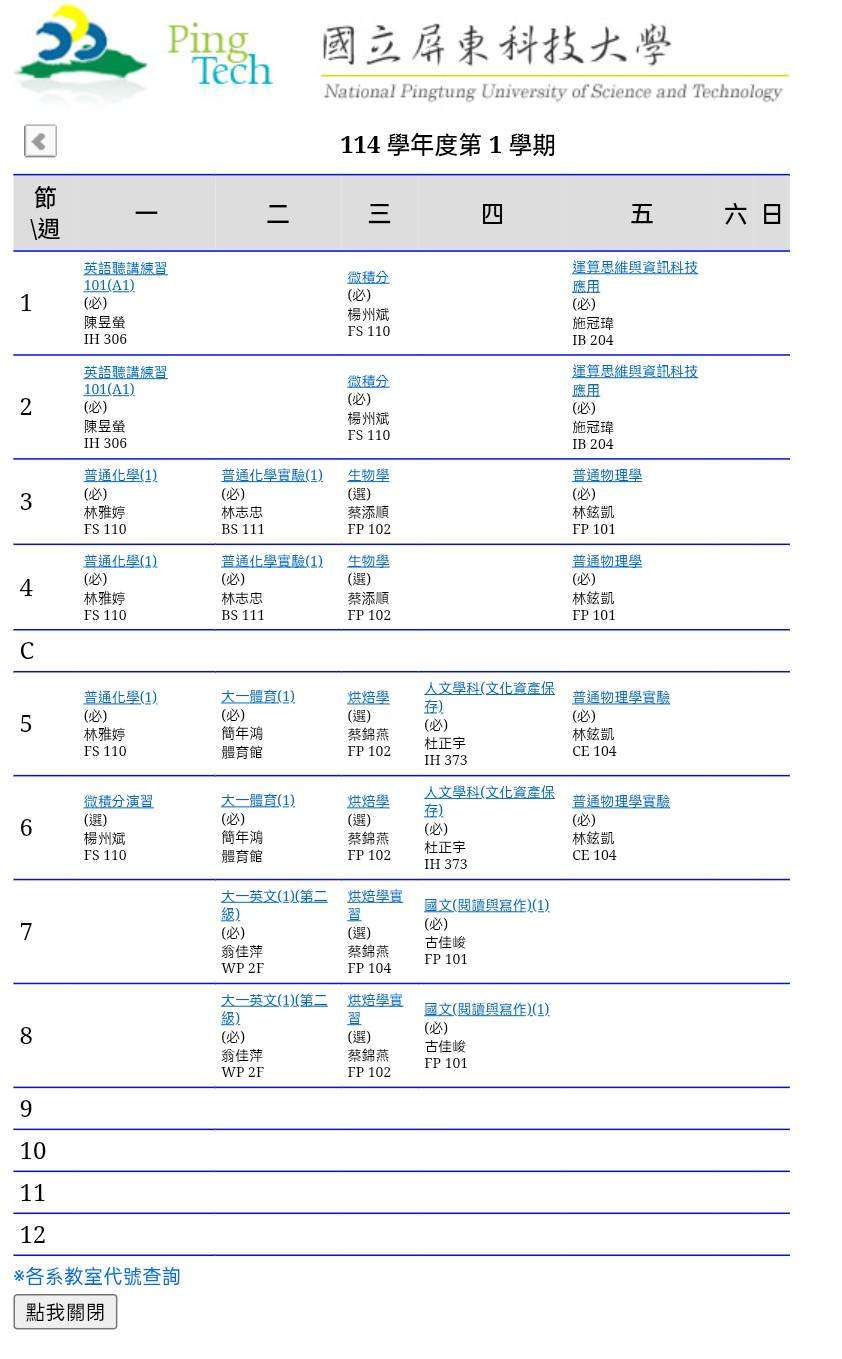 Ping
Tech
國立屏東科技大學
National Pingtung University of Science and Technology
114 學年度第 1 學期
節\週 一 二 三 四 五 六 日
1
英語聽講練習
101(A1)
(必)
陳昱螢
IH 306
微積分
(必)
楊州斌
FS 110
運算思維與資訊科技
應用
(必)
施冠瑋
IB 204
2
英語聽講練習
101(A1)
(必)
陳昱螢
IH 306
微積分
(必)
楊州斌
FS 110
運算思維與資訊科技
應用
(必)
施冠瑋
IB 204
3
普通化學(1)
(必)
林雅婷
FS 110
普通化學實驗(1)
(必)
林志忠
BS 111
生物學
(選)
蔡添順
FP 102
普通物理學
(必)
林鉉凱
FP 101
4
普通化學(1)
(必)
林雅婷
FS 110
普通化學實驗(1)
(必)
林志忠
BS 111
生物學
(選)
蔡添順
FP 102
普通物理學
(必)
林鉉凱
FP 101
C
5
普通化學(1)
(必)
林雅婷
FS 110
大一體育(1)
(必)
簡年鴻
體育館
烘焙學
(選)
蔡錦燕
FP 102
人文學科(文化資產保
存)
(必)
杜正宇
IH 373
普通物理學實驗
(必)
林鉉凱
CE 104
6
微積分演習
(選)
楊州斌
FS 110
大一體育(1)
(必)
簡年鴻
體育館
烘焙學
(選)
蔡錦燕
FP 102
人文學科(文化資產保
存)
(必)
杜正宇
IH 373
普通物理學實驗
(必)
林鉉凱
CE 104
7
大一英文(1)(第二
級)
(必)
翁佳萍
WP 2F
烘焙學實
習
(選)
蔡錦燕
FP 104
國文(閱讀與寫作)(1)
(必)
古佳峻
FP 101
8
大一英文(1)(第二
級)
(必)
翁佳萍
WP 2F
烘焙學實
習
(選)
蔡錦燕
FP 102
國文(閱讀與寫作)(1)
(必)
古佳峻
FP 101
9
10
11
12
※各系教室代號查詢
點我關閉